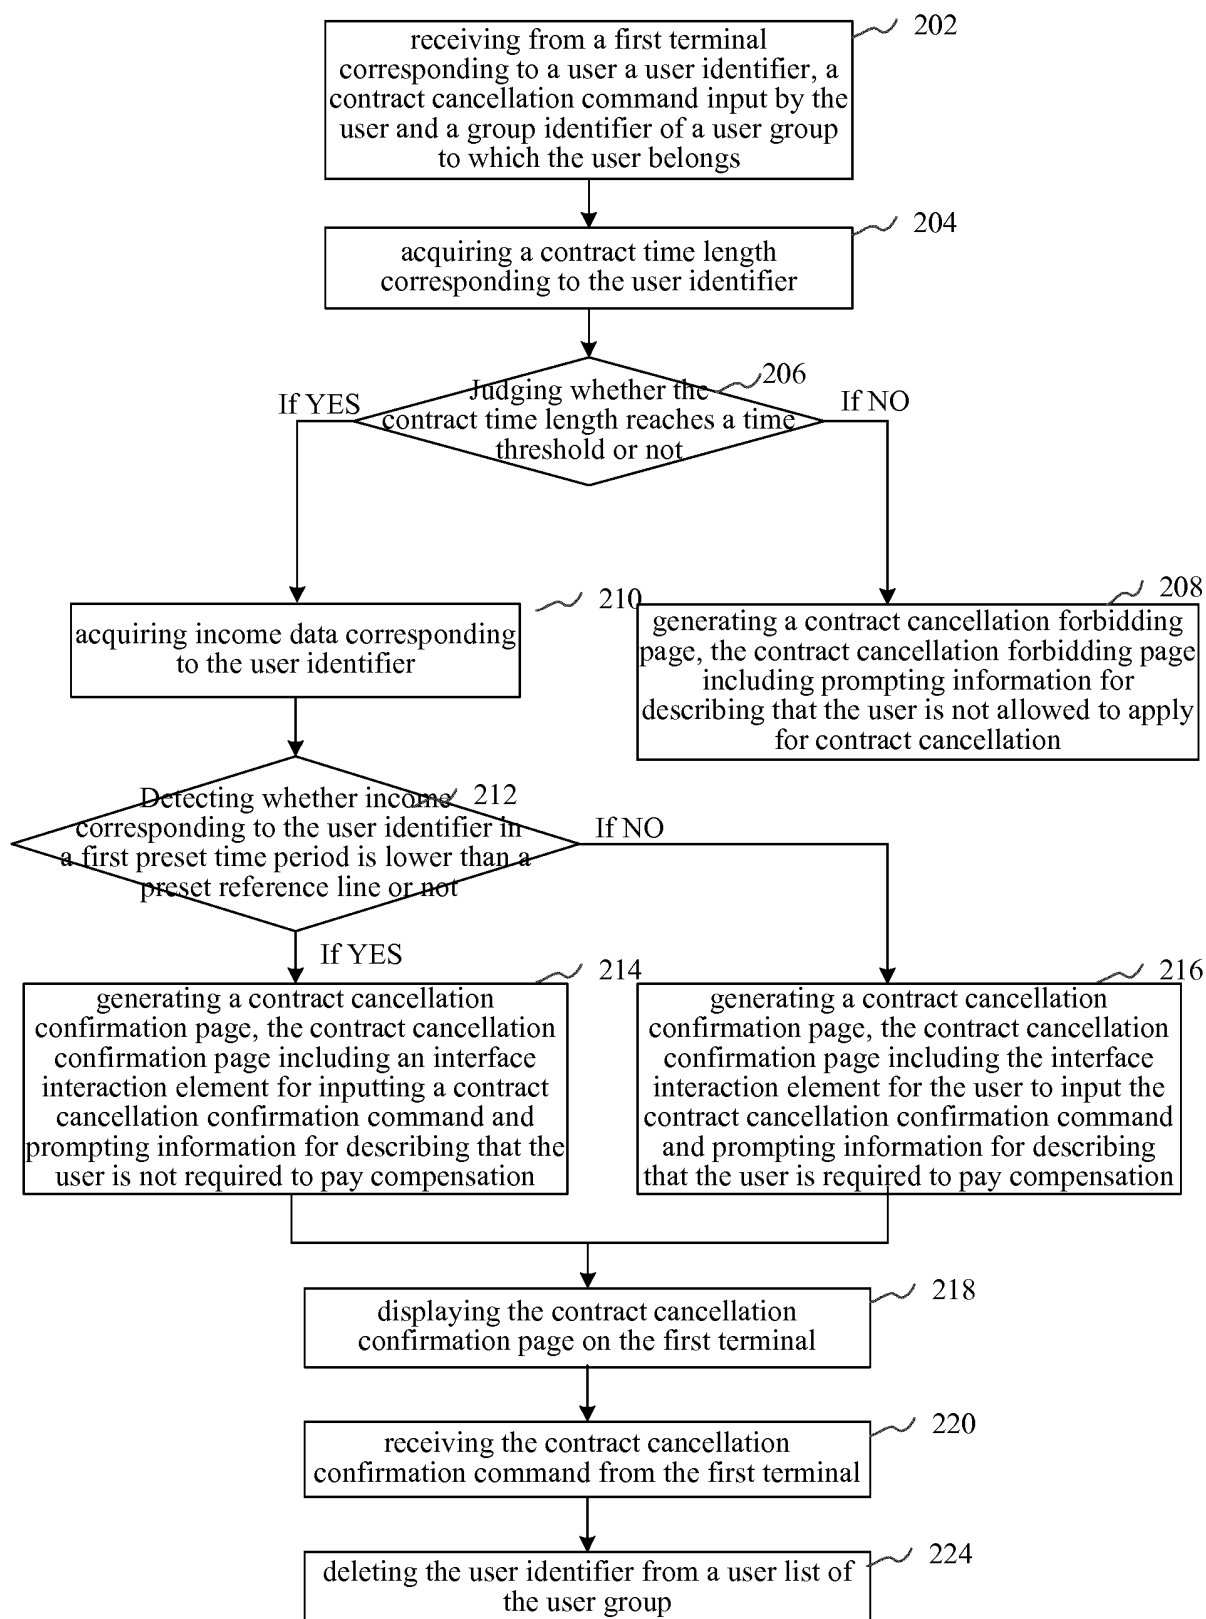 202
receiving from a first terminal
corresponding to a user a user identifier, a
contract cancellation command input by the
user and a group identifier of a user group
to which the user belongs
204
acquiring a contract time length
corresponding to the user identifier
206
Judging whether the
contract time length reaches a time
threshold or not
If YES
If NO
210
acquiring income data corresponding
to the user identifier
208
generating a contract cancellation forbidding
page, the contract cancellation forbidding page
including prompting information for
describing that the user is not allowed to apply
for contract cancellation
212
Detecting whether income
corresponding to the user identifier in
a first preset time period is lower than a
preset reference line or not
If NO
If YES
214
generating a contract cancellation
confirmation page, the contract cancellation
confirmation page including an interface
interaction element for inputting a contract
cancellation confirmation command and
prompting information for describing that the
user is not required to pay compensation
216
generating a contract cancellation
confirmation page, the contract cancellation
confirmation page including the interface
interaction element for the user to input the
contract cancellation confirmation command
and prompting information for describing
that the user is required to pay compensation
218
displaying the contract cancellation
confirmation page on the first terminal
220
receiving the contract cancellation
confirmation command from the first terminal
224
deleting the user identifier from a user list of
the user group